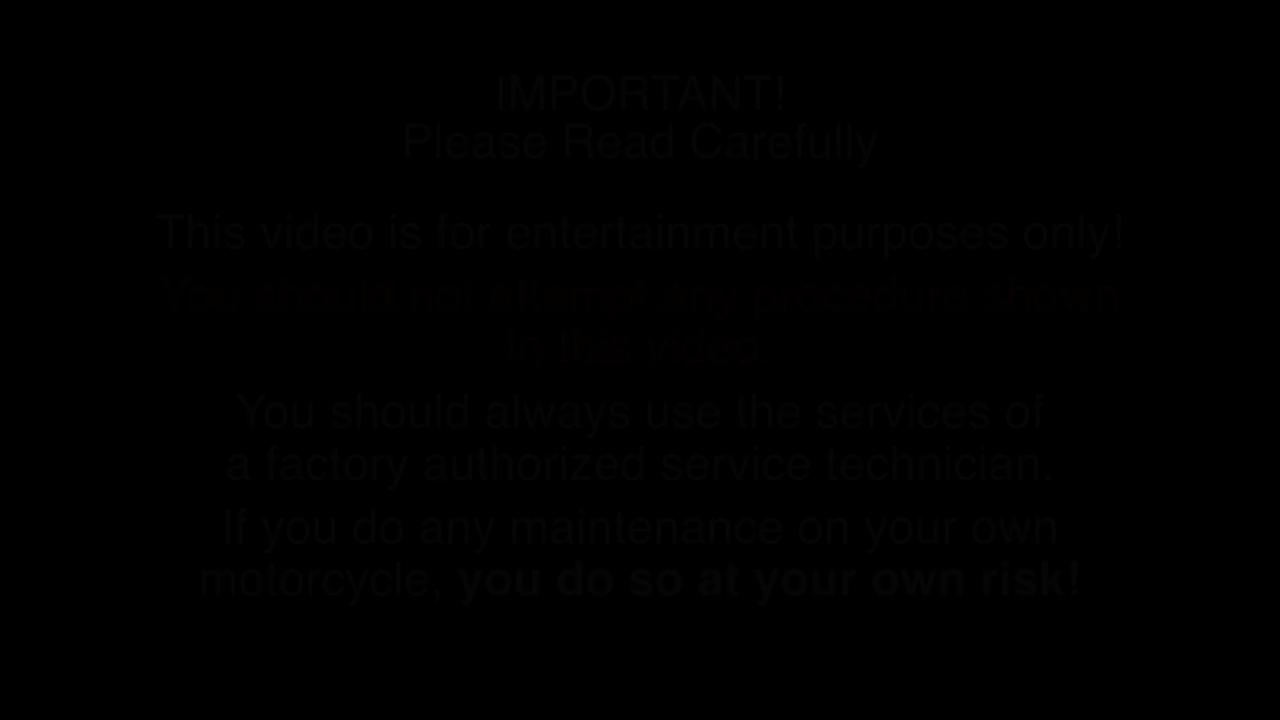 IMPORTANT!
Please Read Carefully
This video is for entertainment purposes only!
You should not attempt any procedure shown
in this video.
You should always use the services of
a factory authorized service technician.
If you do any maintenance on your own
motorcycle, you do so at your own risk!